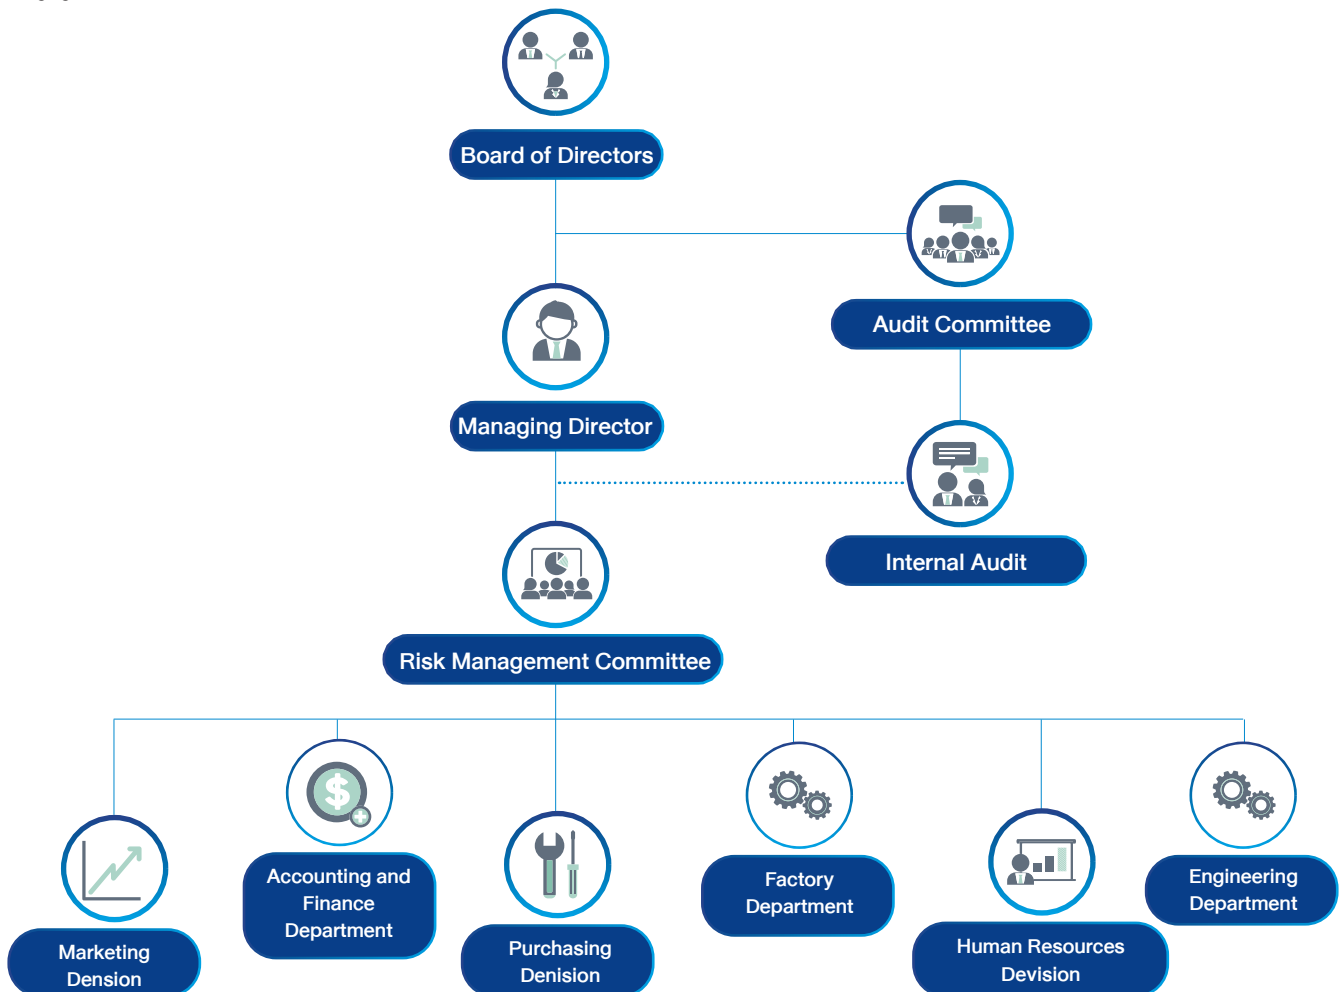 Board of Directors
Audit Committee
Managing Director
Internal Audit
Risk Management Committee
Marketing
Dension
Accounting and
Finance
Department
Purchasing
Denision
Factory
Department
Human Resources
Devision
Engineering
Department